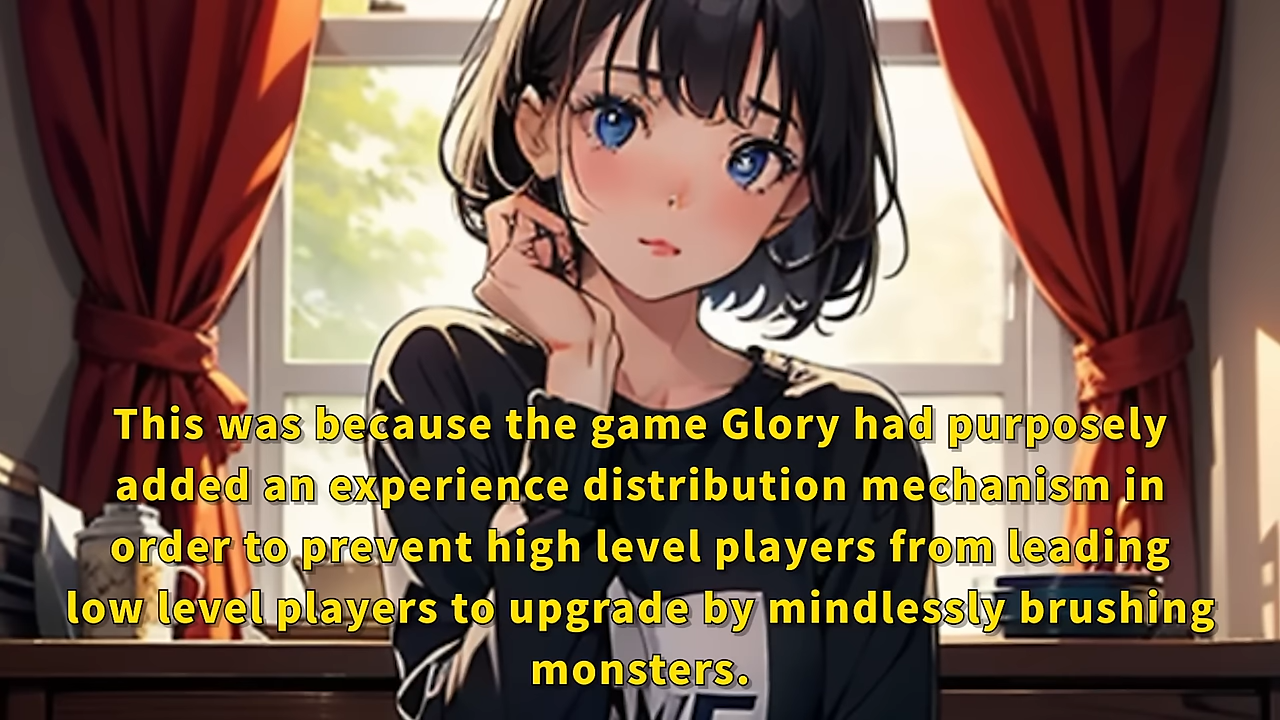 This was because the game Glory had purposely
added an experience distribution mechanism in
order to prevent high level players from leading
low level players to upgrade by mindlessly brushing
monsters.